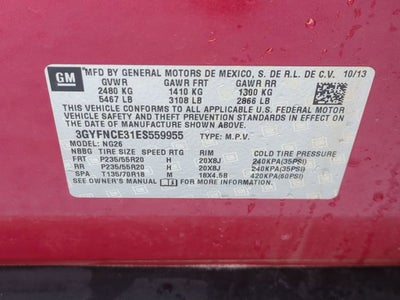 GM
MFD BY GENERAL MOTORS DE MEXICO, S. DE R.L. DE C.V. 10/13
GVWR GAWR FRT GAWR RR
2480 KG 1410 KG 1300 KG
5467 LB 3108 LB 2866 LB
THIS VEHICLE CONFORMS TO ALL APPLICABLE U.S. FEDERAL MOTOR
VEHICLE SAFETY AND THEFT PREVENTION STANDARDS IN EFFECT ON
THE DATE OF MANUFACTURE SHOWN ABOVE.
3GYFNCE31ES559955 TYPE: M.P.V.
MODEL: NG26
NBBG TIRE SIZE SPEED RTG RIM COLD TIRE PRESSURE
FRT P235/55R20 H 20X8J 240KPA(35PSI)
RR P235/55R20 H 20X8J 240KPA(35PSI)
SPA T135/70R18 M 18X4.5B 420KPA(60PSI)
SEE OWNER'S MANUAL FOR ADDITIONAL INFORMATION.